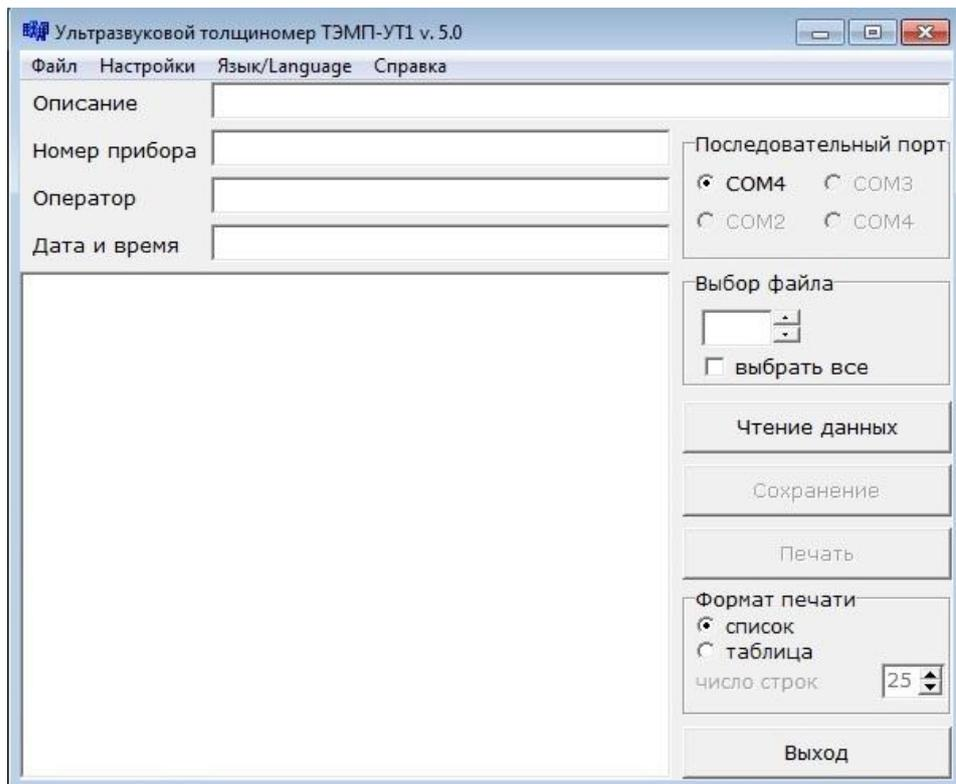 Ультразвуковой толщиномер ТЭМП-УТ1 v. 5.0
Файл Настройки Язык/Language Справка
Описание
Номер прибора
Оператор
Дата и время
Последовательный порт
COM4 COM3
COM2 COM4
Выбор файла
выбрать все
Чтение данных
Сохранение
Печать
Формат печати
список
таблица
число строк 25
Выход